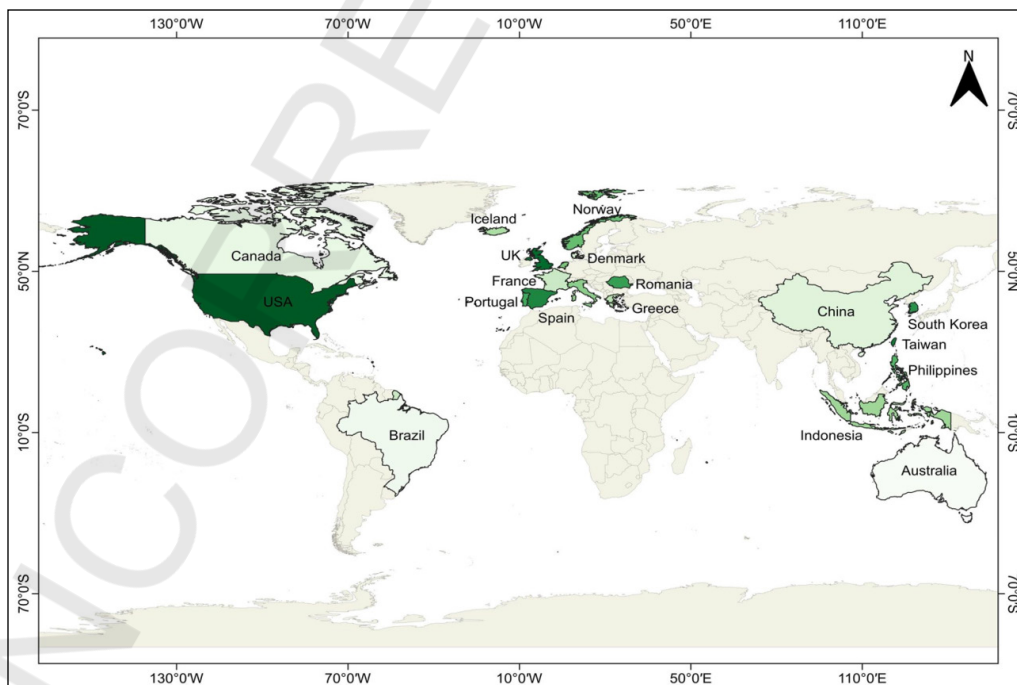 130°0'W 70°0'W 10°0'W 50°0'E 110°0'E
N
70°0'S 70°0'S
Norway
Iceland
Canada
UK
Denmark
50°0'N 50°0'N
France
Romania
USA
Portugal
Spain
Greece
China
South Korea
Taiwan
Philippines
Brazil
Indonesia
10°0'S 10°0'S
Australia
70°0'S 70°0'S
130°0'W 70°0'W 10°0'W 50°0'E 110°0'E
NCORRE